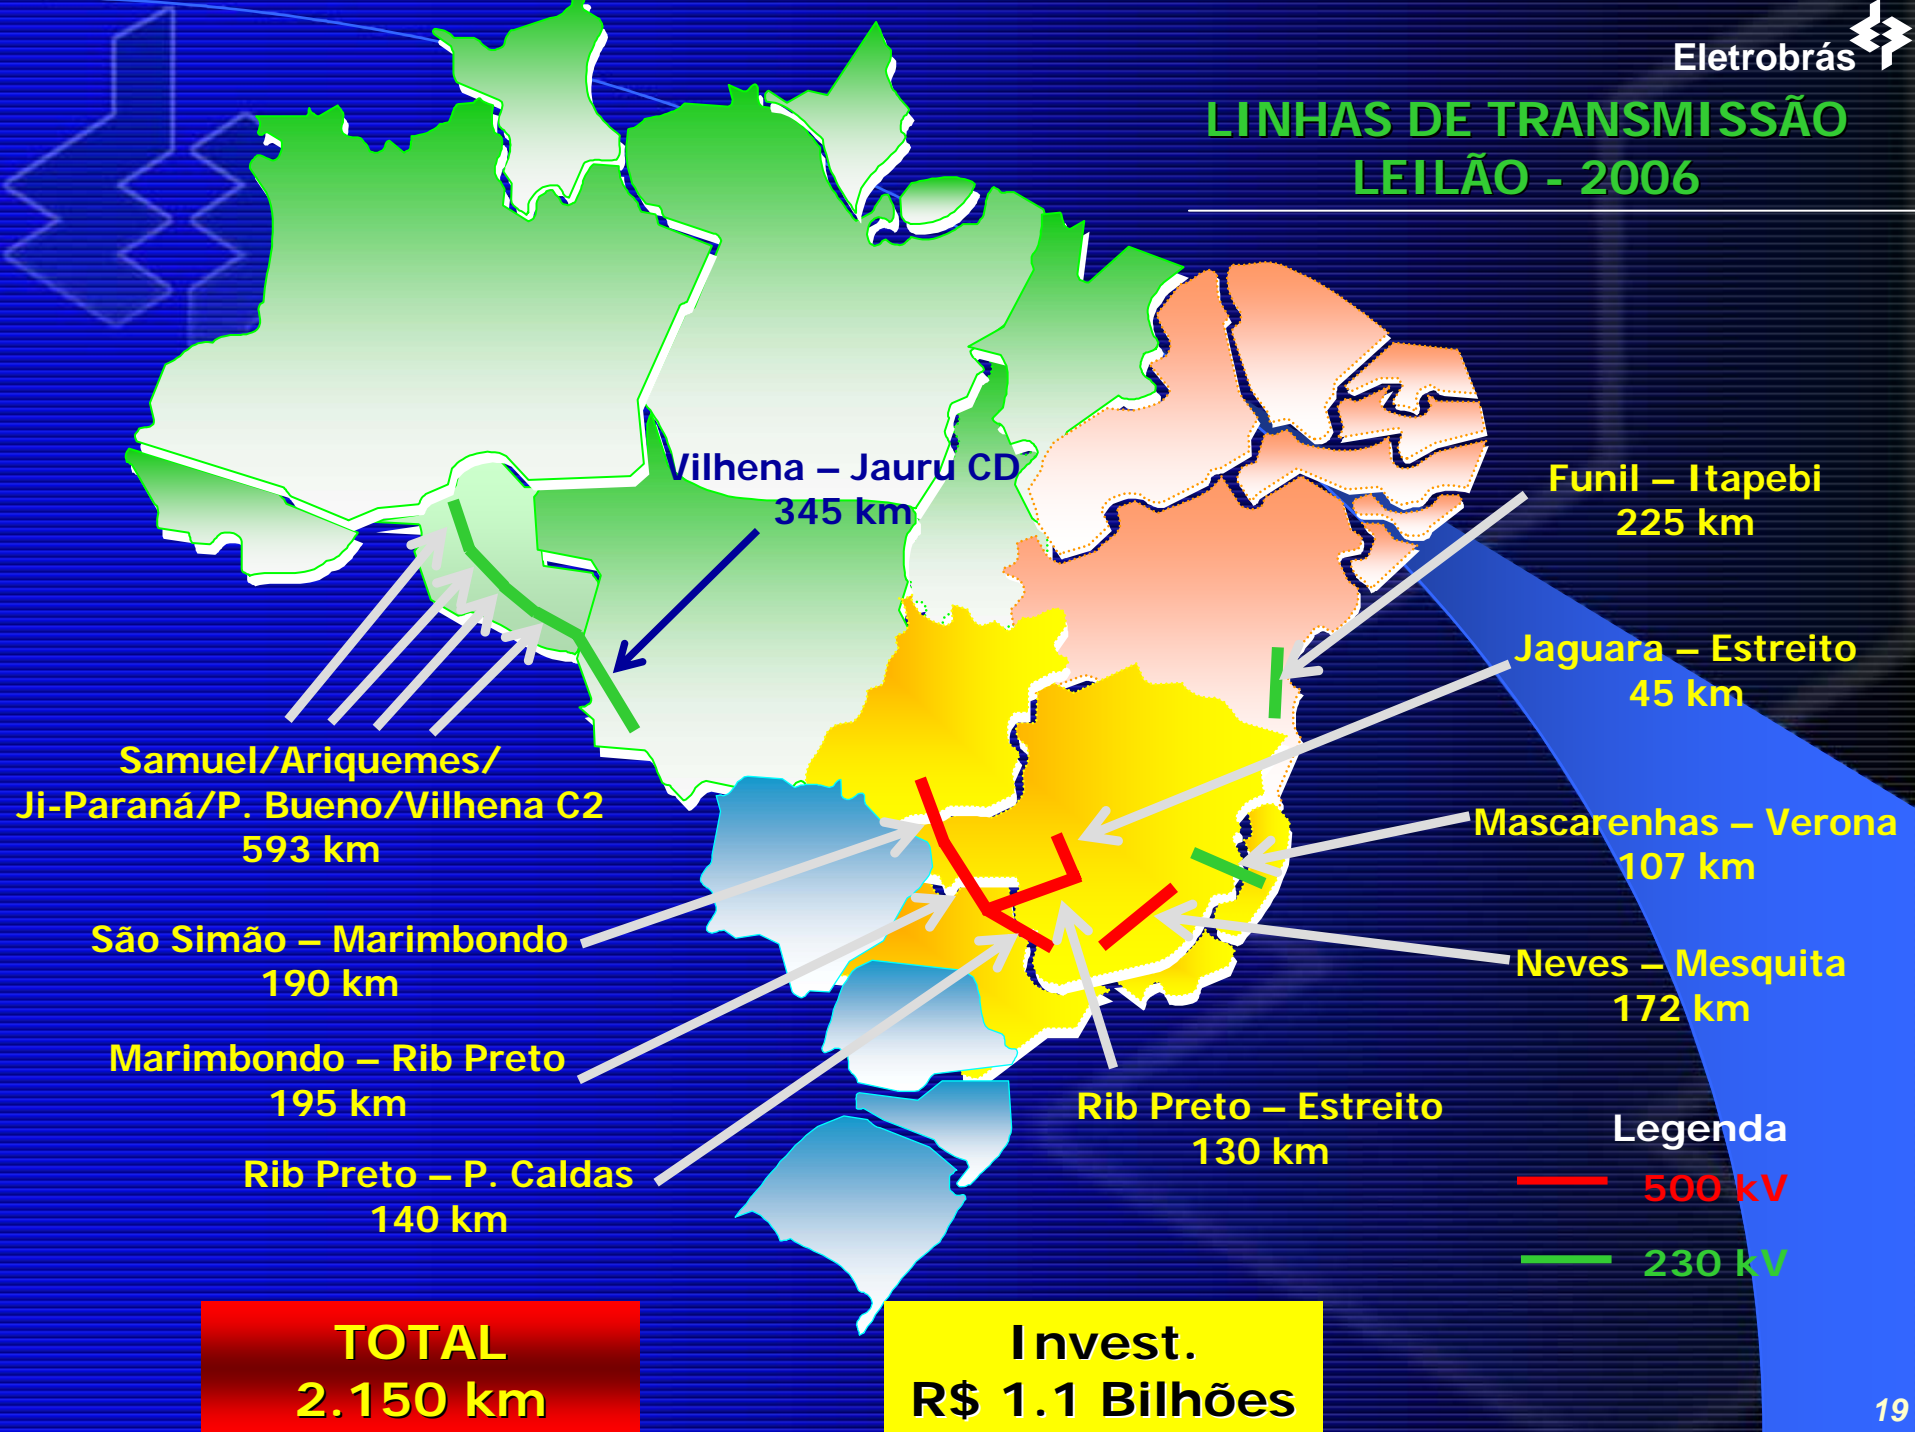 Eletrobrás
LINHAS DE TRANSMISSÃO
LEILÃO - 2006
Vilhena – Jauru CD
345 km
Funil – Itapebi
225 km
Jaguara – Estreito
45 km
Samuel/Ariquemes/
Ji-Paraná/P. Bueno/Vilhena C2
593 km
Mascarenhas – Verona
107 km
São Simão – Marimbondo
190 km
Neves – Mesquita
172 km
Marimbondo – Rib Preto
195 km
Rib Preto – Estreito
130 km
Rib Preto – P. Caldas
140 km
Legenda
500 kV
230 kV
TOTAL
2.150 km
Invest.
R$ 1.1 Bilhões
19